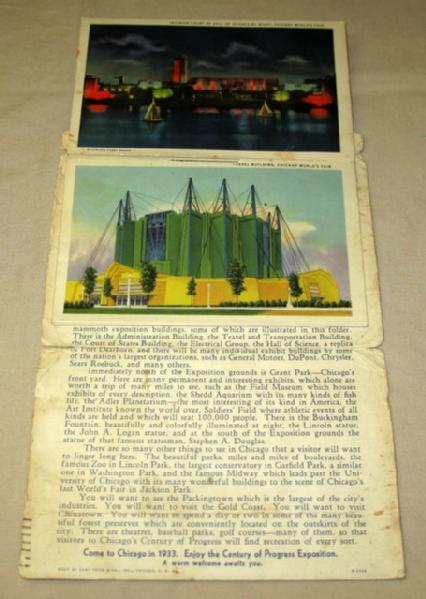 COURT OF HALL OF SCIENCE BY NIGHT, CHICAGO WORLD'S FAIR
TRAVEL BUILDING, CHICAGO WORLD'S FAIR
mammoth exposition buildings, some of which are illustrated in this folder.
There is the Administration Building, the Travel and Transportation Building,
the Court of States Building, the Electrical Group, the Hall of Science, a replica
of Fort Dearborn, and there will be many individual exhibit buildings by some
of the nation's largest organizations, such as General Motors, DuPont, Chrysler,
Sears Roebuck, and many others.
Immediately north of the Exposition grounds is Grant Park—Chicago's
front yard. Here are many permanent and interesting exhibits, which alone are
worth a trip of many miles to see, such as the Field Museum which houses
exhibits of every description, the Shedd Aquarium with its many kinds of fish
life, the Adler Planetarium—the most interesting of its kind in America, the
Art Institute known the world over, Soldiers' Field where athletic events of all
kinds are held and which will seat 100,000 people. There is the Buckingham
Fountain, beautifully and colorfully illuminated at night; the Lincoln statue,
the John A. Logan statue, and at the south of the Exposition grounds the
statue of that famous statesman, Stephen A. Douglas.
There are so many other things to see in Chicago that a visitor will want
to linger long here. The beautiful parks, miles and miles of boulevards, the
famous Zoo in Lincoln Park, the largest conservatory in Garfield Park, a similar
one in Washington Park, and the famous Midway which leads past the Uni-
versity of Chicago with its many wonderful buildings to the scene of Chicago's
last World's Fair in Jackson Park.
You will want to see the Packingtown which is the largest of the city's
industries. You will want to visit the Gold Coast. You will want to visit
Chinatown. You will want to spend a day or two in some of the many beau-
tiful forest preserves which are conveniently located on the outskirts of the
city. There are theatres, baseball parks, golf courses—many of them, so that
visitors to Chicago's Century of Progress will find recreation of every sort.
Come to Chicago in 1933. Enjoy the Century of Progress Exposition.
A warm welcome awaits you.